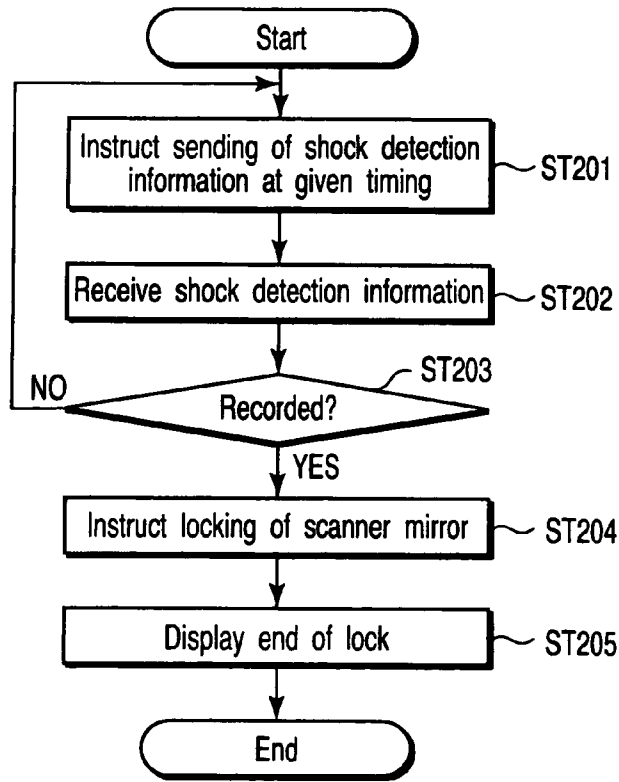 Start
Instruct sending of shock detection
information at given timing
ST201
Receive shock detection information
ST202
ST203
NO
Recorded?
YES
Instruct locking of scanner mirror
ST204
Display end of lock
ST205
End